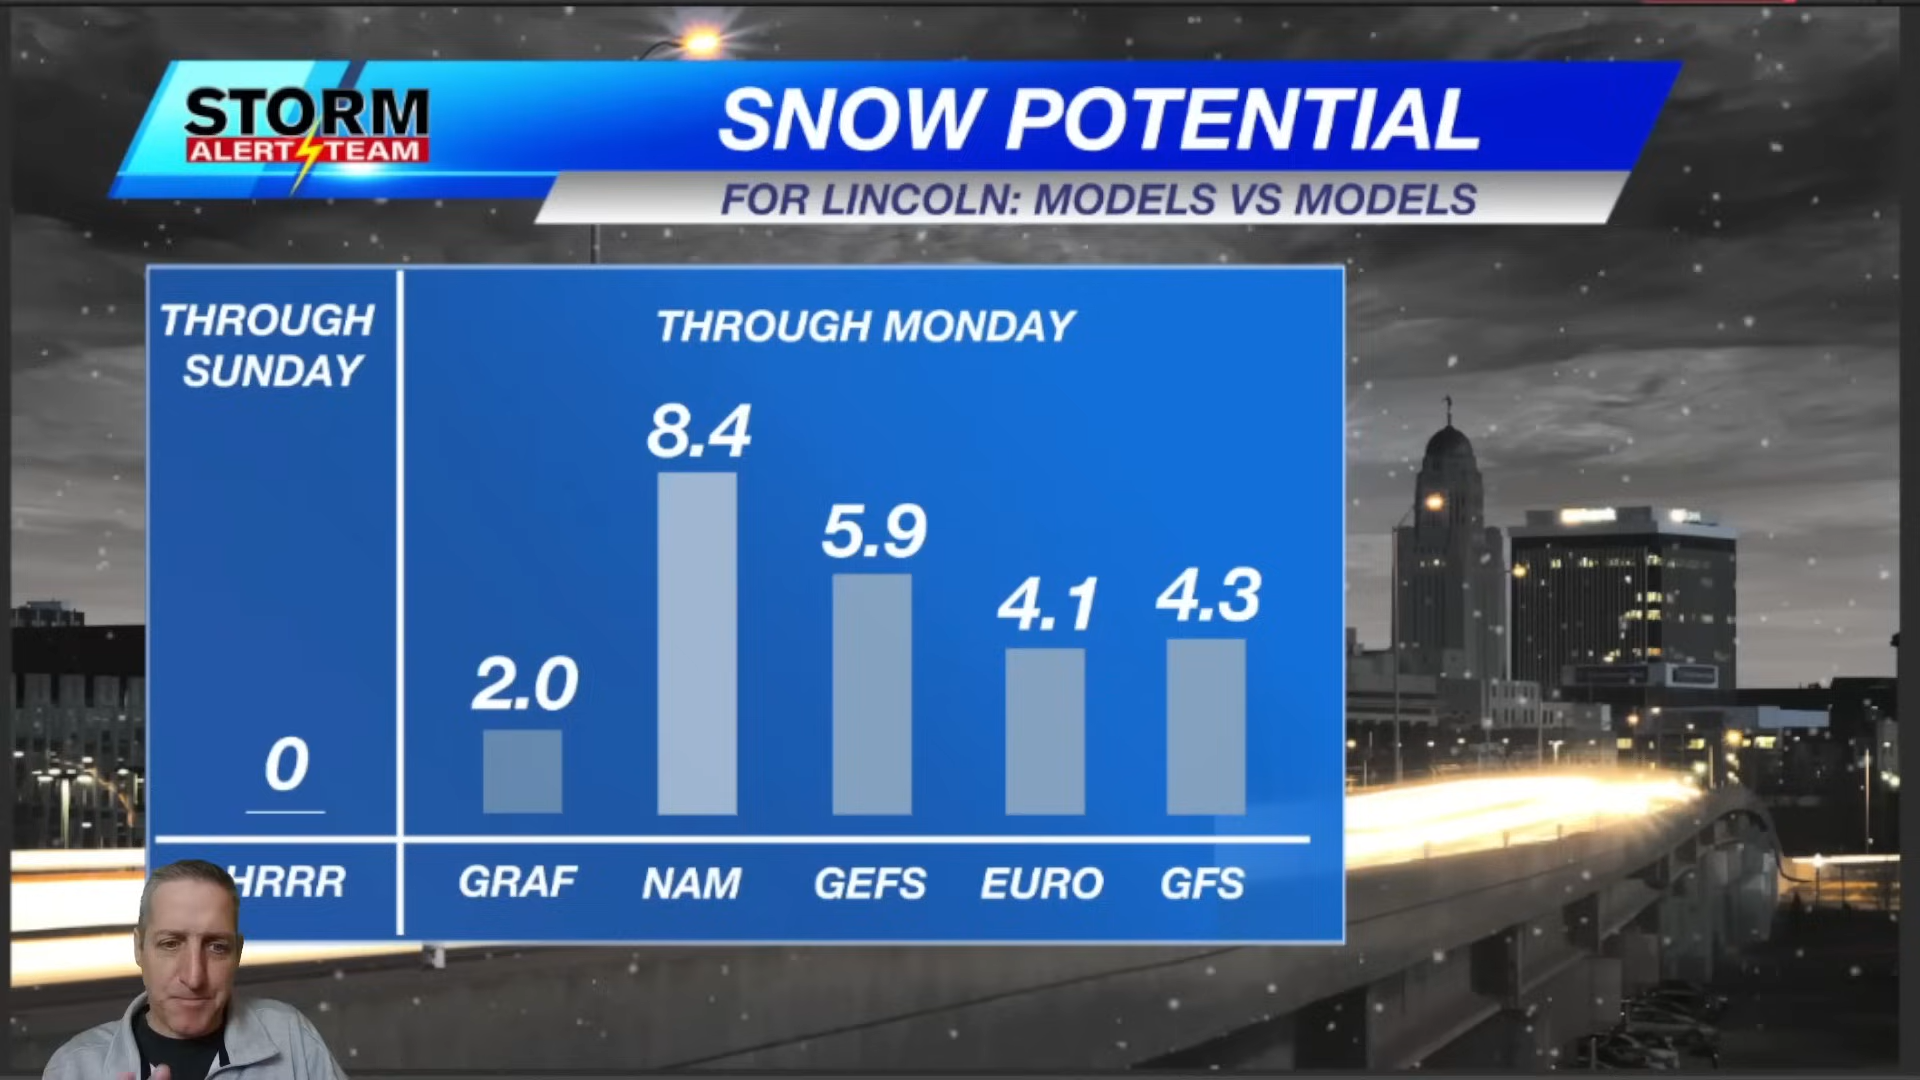 STORM
ALERT TEAM
SNOW POTENTIAL
FOR LINCOLN: MODELS VS MODELS
THROUGH
SUNDAY
THROUGH MONDAY
0
2.0
8.4
5.9
4.1
4.3
HRRR
GRAF
NAM
GEFS
EURO
GFS